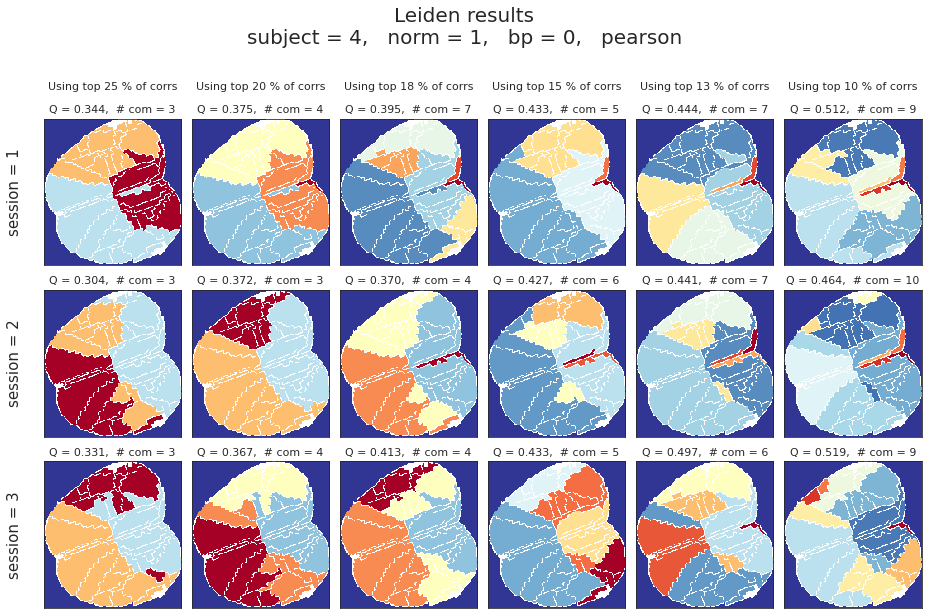 Leiden results
subject = 4,   norm = 1,   bp = 0,   pearson
Using top 25 % of corrs
Using top 20 % of corrs
Using top 18 % of corrs
Using top 15 % of corrs
Using top 13 % of corrs
Using top 10 % of corrs
session = 1
Q = 0.344,  # com = 3
Q = 0.375,  # com = 4
Q = 0.395,  # com = 7
Q = 0.433,  # com = 5
Q = 0.444,  # com = 7
Q = 0.512,  # com = 9
session = 2
Q = 0.304,  # com = 3
Q = 0.372,  # com = 3
Q = 0.370,  # com = 4
Q = 0.427,  # com = 6
Q = 0.441,  # com = 7
Q = 0.464,  # com = 10
session = 3
Q = 0.331,  # com = 3
Q = 0.367,  # com = 4
Q = 0.413,  # com = 4
Q = 0.433,  # com = 5
Q = 0.497,  # com = 6
Q = 0.519,  # com = 9